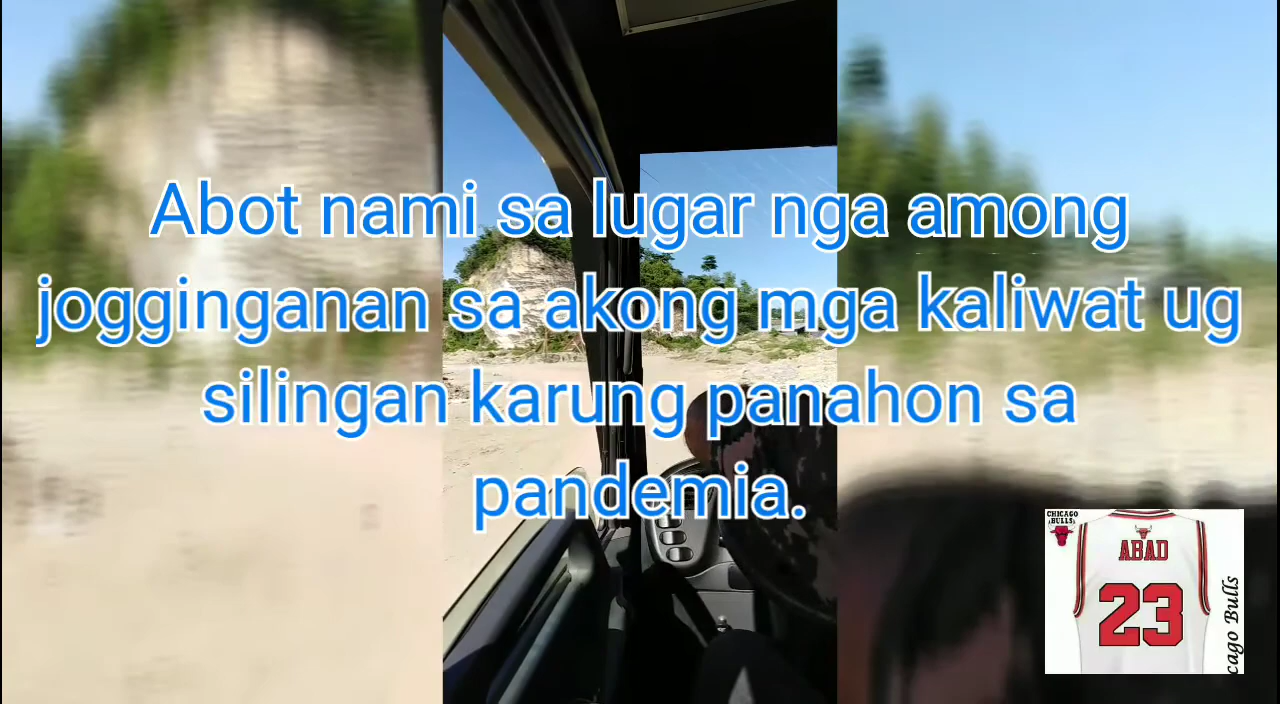 Abot nami sa lugar nga among
jogginganan sa akong mga kaliwat ug
silingan karung panahon sa
pandemia.
CHICAGO
BULLS
ABAD
23
cago Bulls